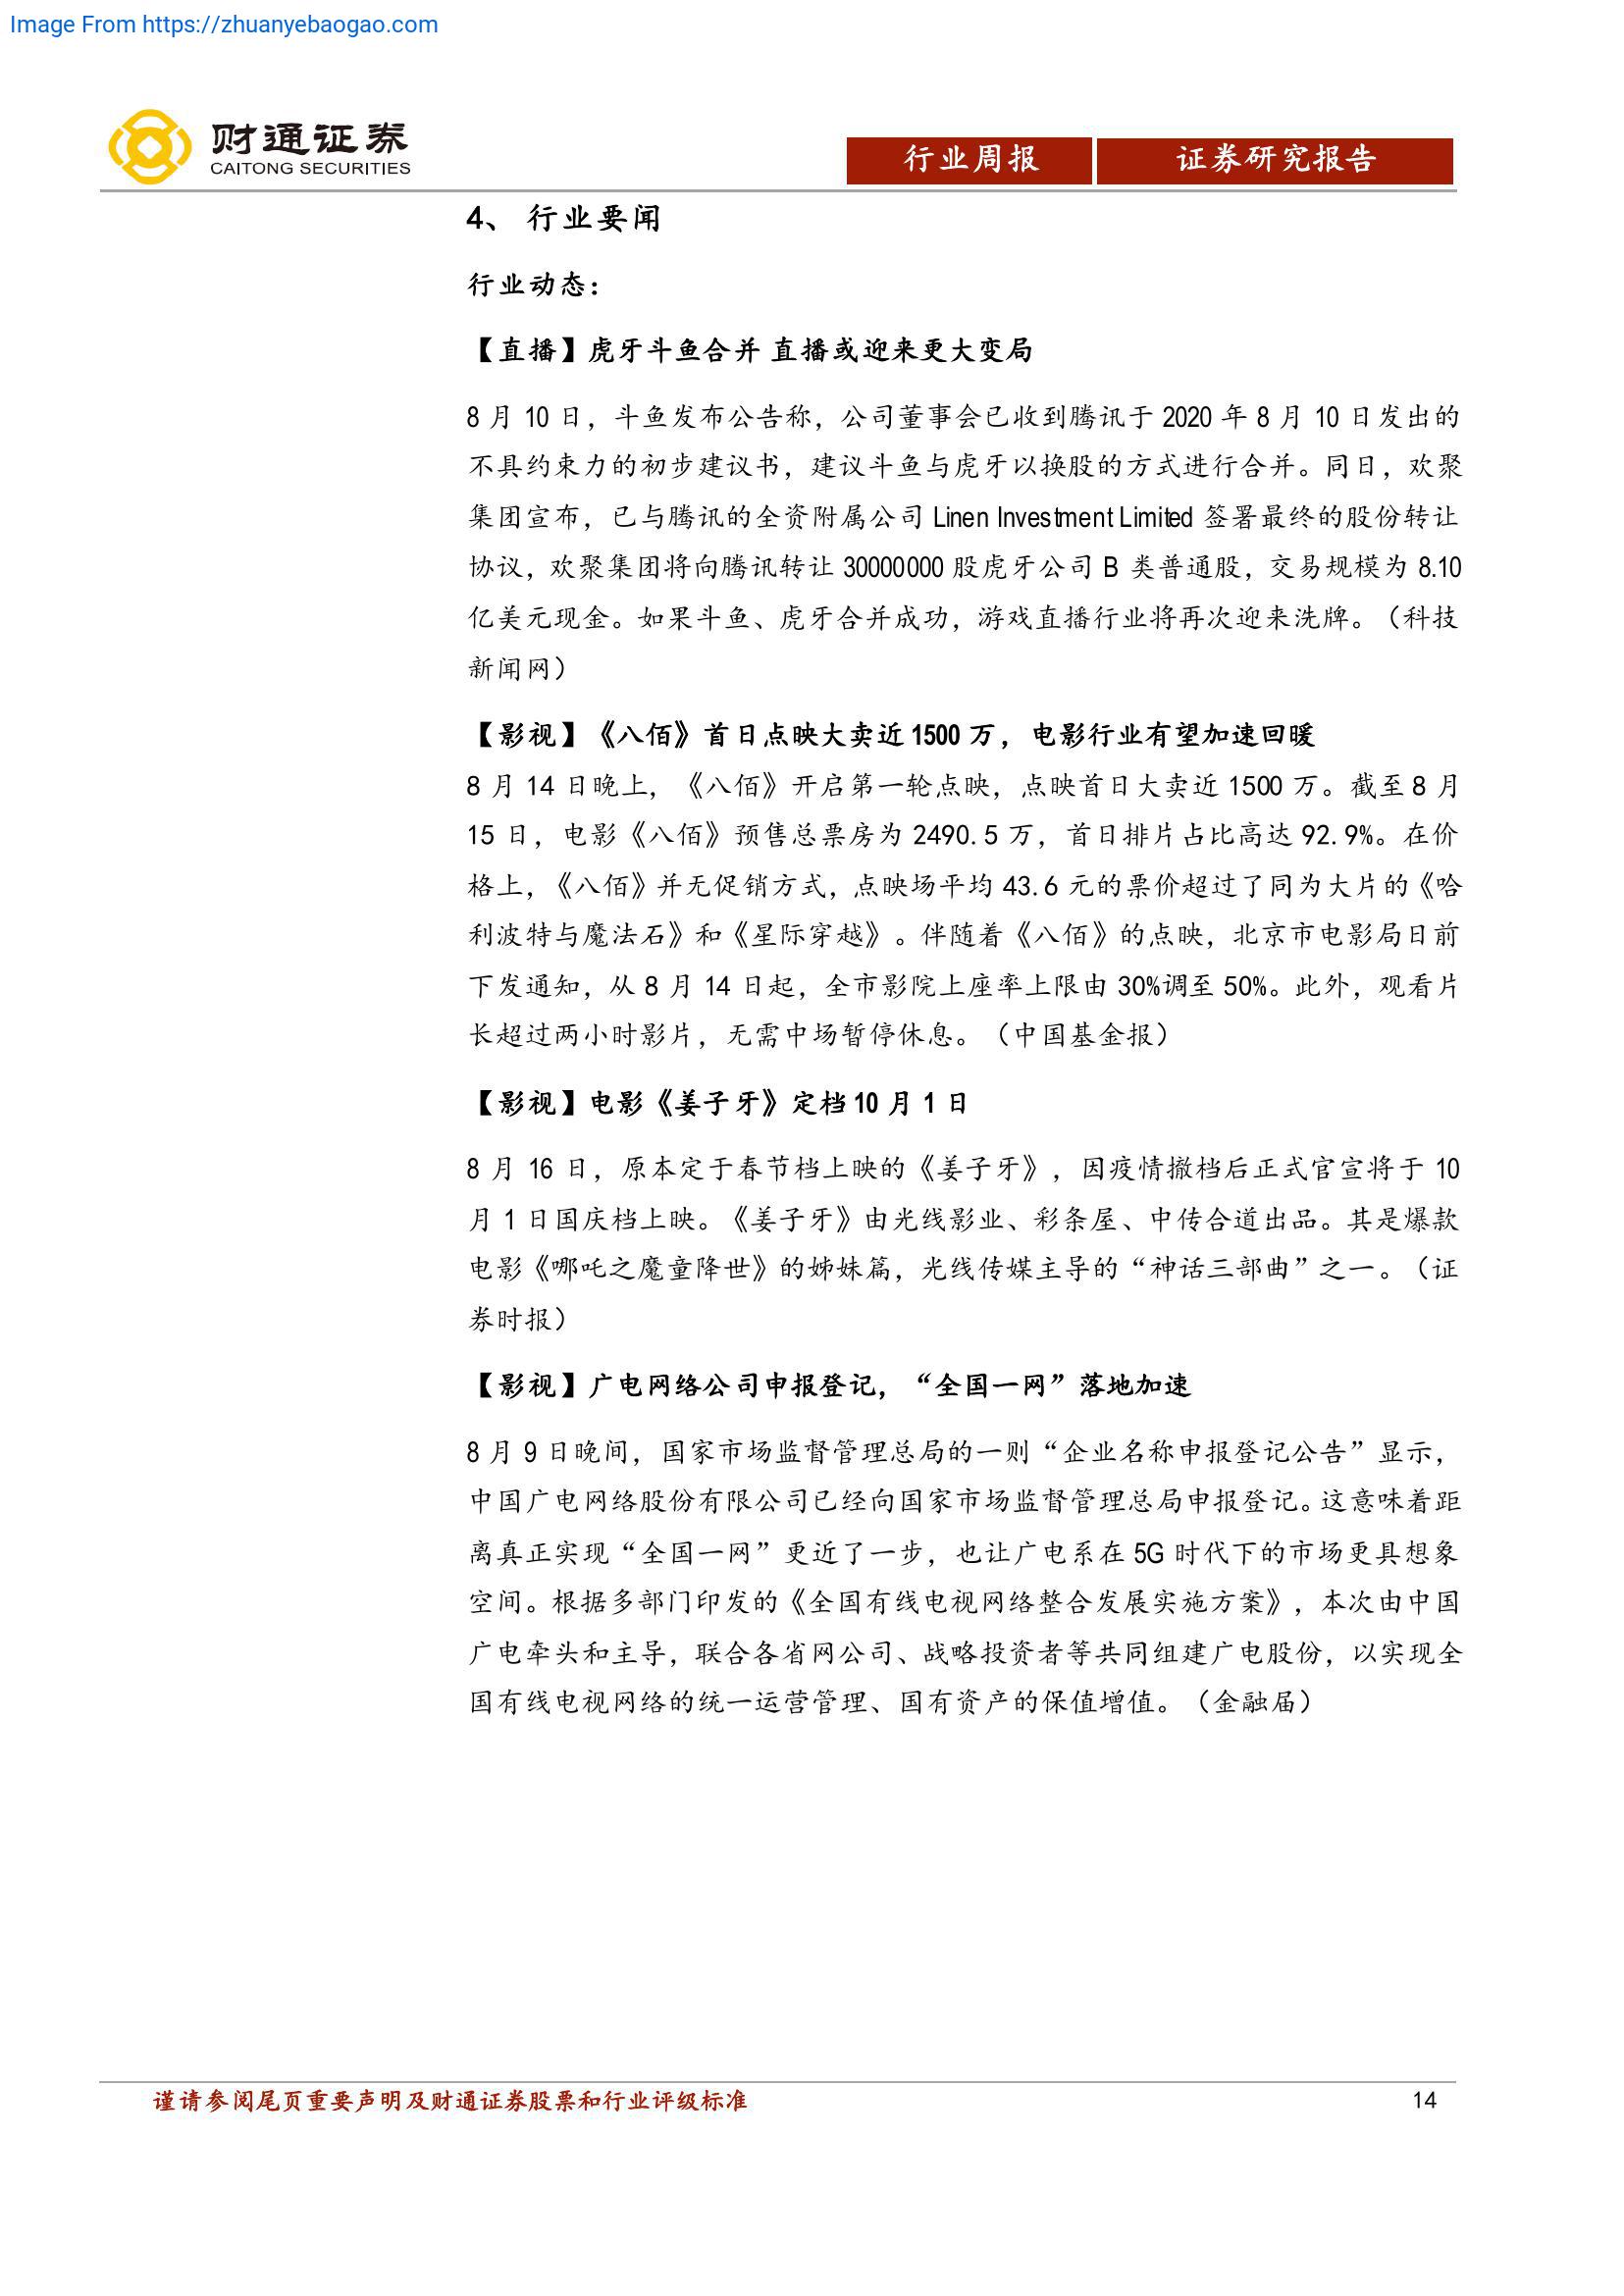 Image From https://zhuanyebaogao.com
财通证券
CAITONG SECURITIES
行业周报
证券研究报告
4、 行业要闻
行业动态：
【直播】虎牙斗鱼合并 直播或迎来更大变局
8 月 10 日，斗鱼发布公告称，公司董事会已收到腾讯于 2020 年 8 月 10 日发出的
不具约束力的初步建议书，建议斗鱼与虎牙以换股的方式进行合并。同日，欢聚
集团宣布，已与腾讯的全资附属公司 Linen Investment Limited 签署最终的股份转让
协议，欢聚集团将向腾讯转让 30000000 股虎牙公司 B 类普通股，交易规模为 8.10
亿美元现金。如果斗鱼、虎牙合并成功，游戏直播行业将再次迎来洗牌。（科技
新闻网）
【影视】《八佰》首日点映大卖近 1500 万，电影行业有望加速回暖
8 月 14 日晚上，《八佰》开启第一轮点映，点映首日大卖近 1500 万。截至 8 月
15 日，电影《八佰》预售总票房为 2490.5 万，首日排片占比高达 92.9%。在价
格上，《八佰》并无促销方式，点映场平均 43.6 元的票价超过了同为大片的《哈
利波特与魔法石》和《星际穿越》。伴随着《八佰》的点映，北京市电影局日前
下发通知，从 8 月 14 日起，全市影院上座率上限由 30%调至 50%。此外，观看片
长超过两小时影片，无需中场暂停休息。（中国基金报）
【影视】电影《姜子牙》定档 10 月 1 日
8 月 16 日，原本定于春节档上映的《姜子牙》，因疫情撤档后正式官宣将于 10
月 1 日国庆档上映。《姜子牙》由光线影业、彩条屋、中传合道出品。其是爆款
电影《哪吒之魔童降世》的姊妹篇，光线传媒主导的“神话三部曲”之一。（证
券时报）
【影视】广电网络公司申报登记，“全国一网”落地加速
8 月 9 日晚间，国家市场监督管理总局的一则“企业名称申报登记公告”显示，
中国广电网络股份有限公司已经向国家市场监督管理总局申报登记。这意味着距
离真正实现“全国一网”更近了一步，也让广电系在 5G 时代下的市场更具想象
空间。根据多部门印发的《全国有线电视网络整合发展实施方案》，本次由中国
广电牵头和主导，联合各省网公司、战略投资者等共同组建广电股份，以实现全
国有线电视网络的统一运营管理、国有资产的保值增值。（金融届）
谨请参阅尾页重要声明及财通证券股票和行业评级标准
14